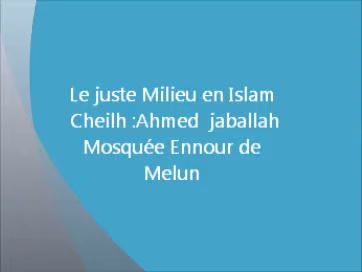 Le juste Milieu en Islam
Cheilh :Ahmed jaballah
Mosquée Ennour de
Melun